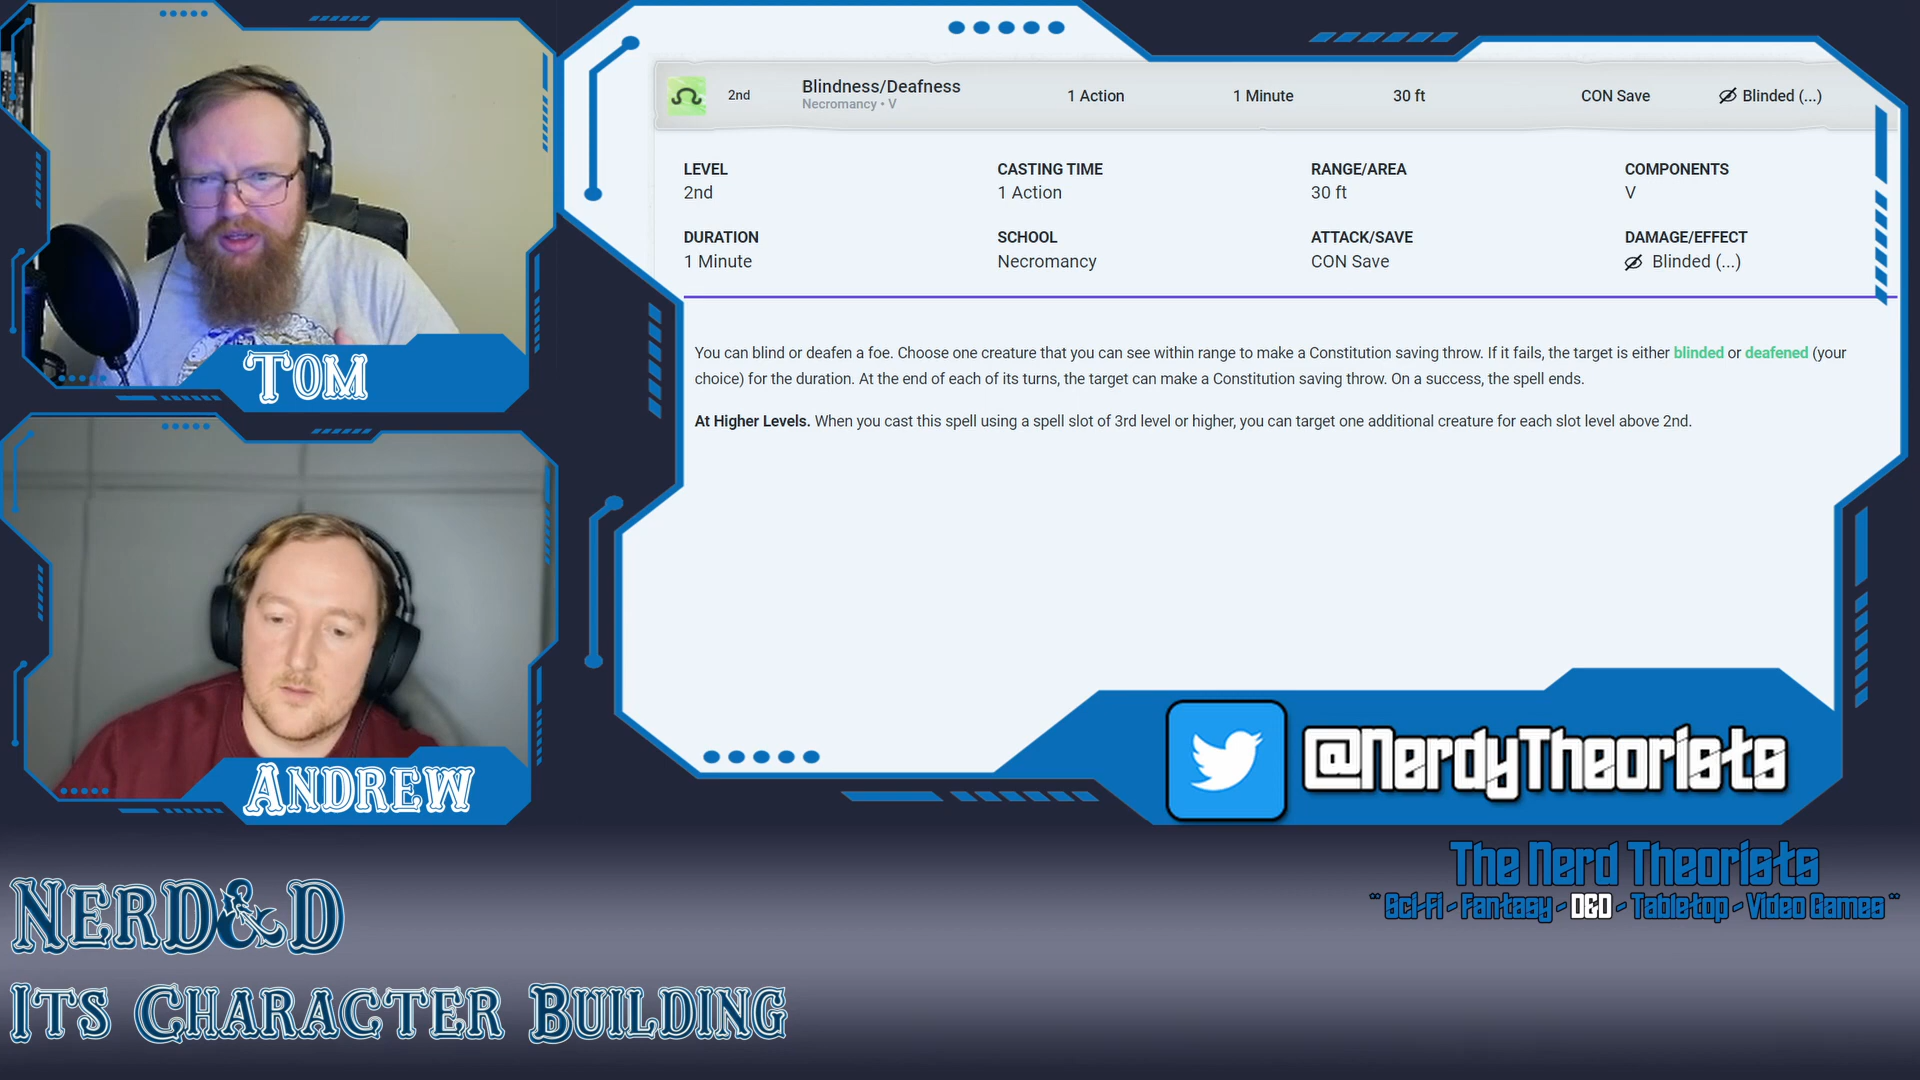 2nd
Blindness/Deafness
Necromancy • V
1 Action
1 Minute
30 ft
CON Save
Blinded (...)
LEVEL
2nd
CASTING TIME
1 Action
RANGE/AREA
30 ft
COMPONENTS
V
DURATION
1 Minute
SCHOOL
Necromancy
ATTACK/SAVE
CON Save
DAMAGE/EFFECT
Blinded (...)
You can blind or deafen a foe. Choose one creature that you can see within range to make a Constitution saving throw. If it fails, the target is either blinded or deafened (your
choice) for the duration. At the end of each of its turns, the target can make a Constitution saving throw. On a success, the spell ends.
At Higher Levels. When you cast this spell using a spell slot of 3rd level or higher, you can target one additional creature for each slot level above 2nd.
Tom
Andrew
@NerdyTheorists
The Nerd Theorists
¨ Sci-Fi - Fantasy - D&D - Tabletop - Video Games ¨
NerD&D
Its Character Building